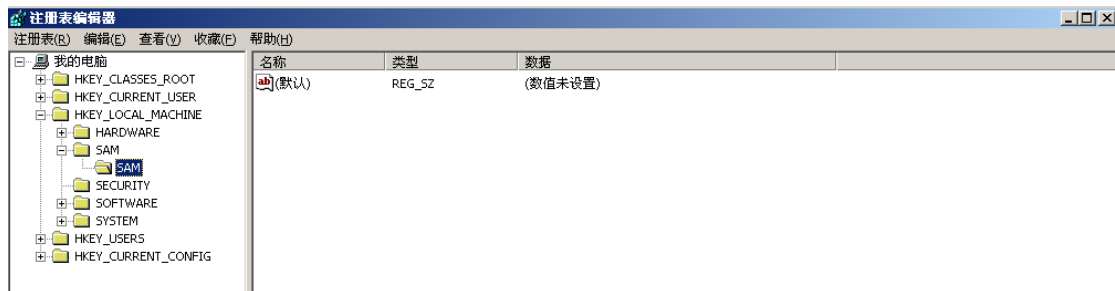 注册表编辑器
注册表(R) 编辑(E) 查看(V) 收藏(F) 帮助(H)
我的电脑
HKEY_CLASSES_ROOT
HKEY_CURRENT_USER
HKEY_LOCAL_MACHINE
HARDWARE
SAM
SAM
SECURITY
SOFTWARE
SYSTEM
HKEY_USERS
HKEY_CURRENT_CONFIG
名称 类型 数据
ab (默认) REG_SZ (数值未设置)